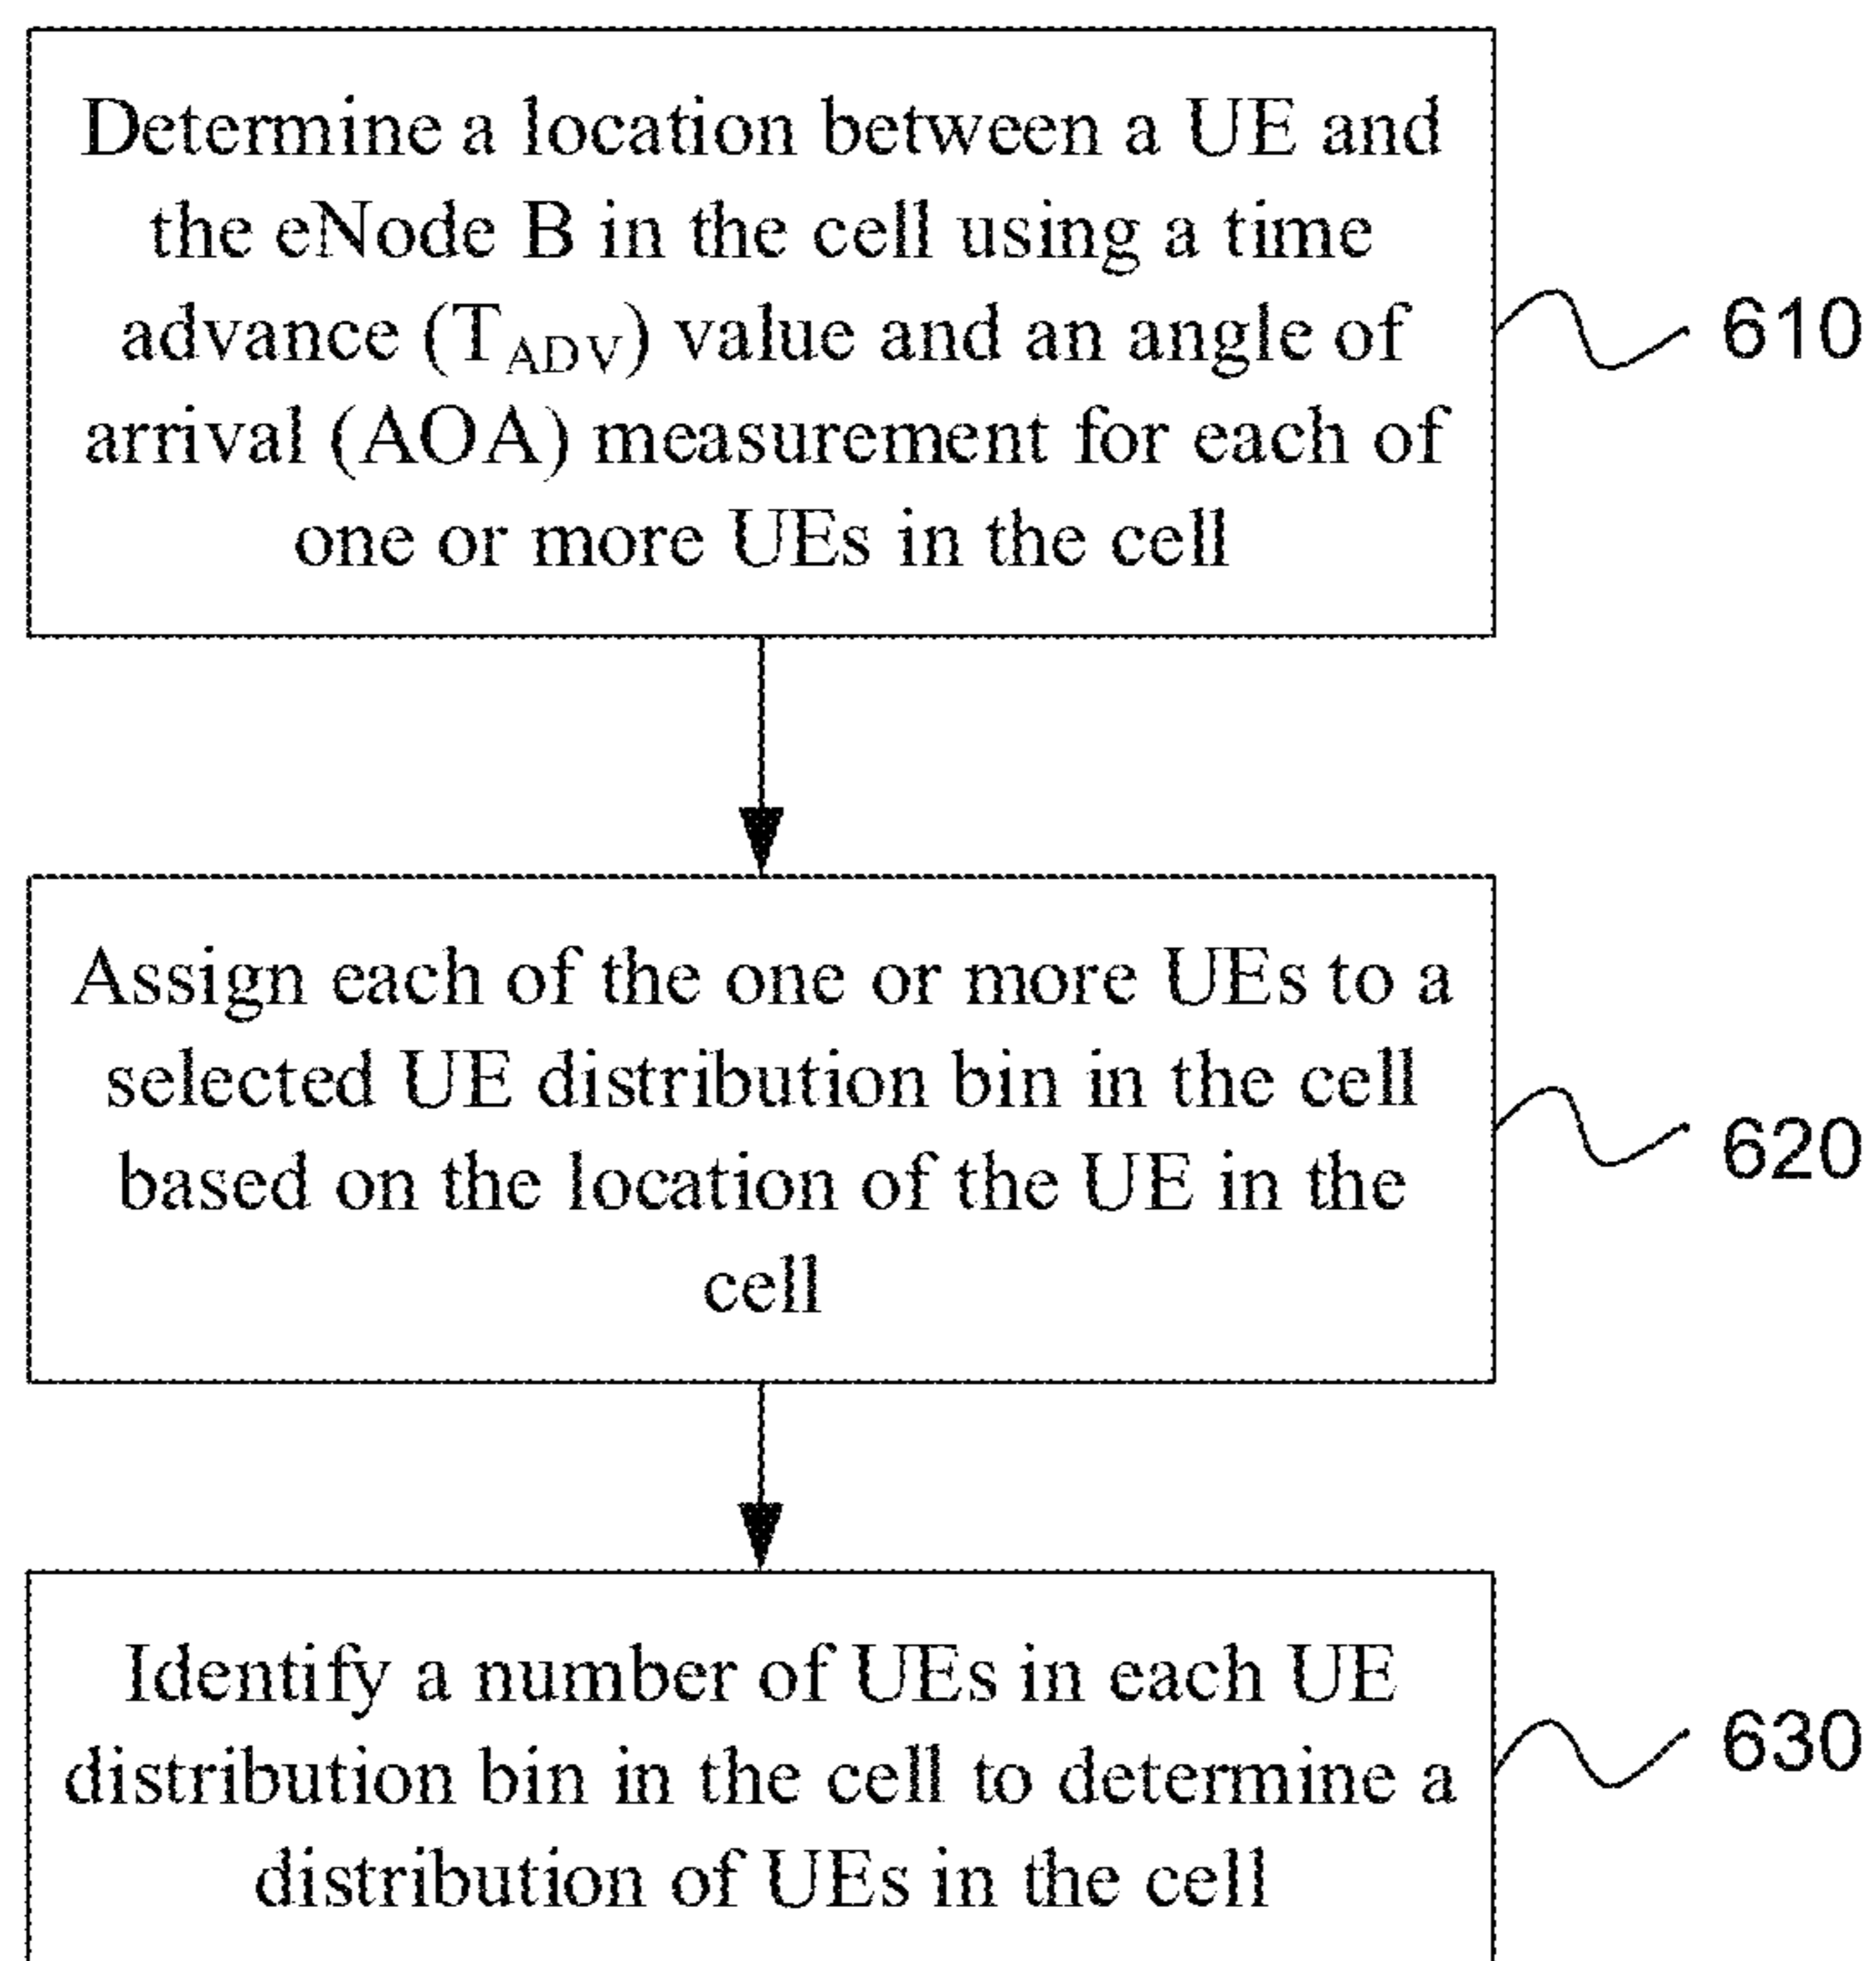 Determine a location between a UE and
the eNode B in the cell using a time
advance (TADV) value and an angle of
arrival (AOA) measurement for each of
one or more UEs in the cell
610
Assign each of the one or more UEs to a
selected UE distribution bin in the cell
based on the location of the UE in the
cell
620
Identify a number of UEs in each UE
distribution bin in the cell to determine a
distribution of UEs in the cell
630